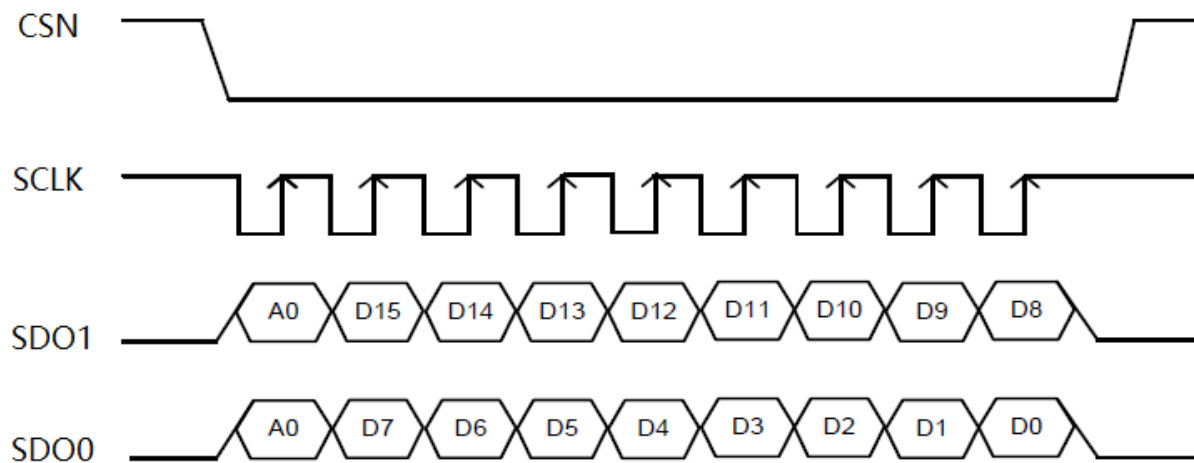 CSN
SCLK
SDO1 A0 D15 D14 D13 D12 D11 D10 D9 D8
SDO0 A0 D7 D6 D5 D4 D3 D2 D1 D0